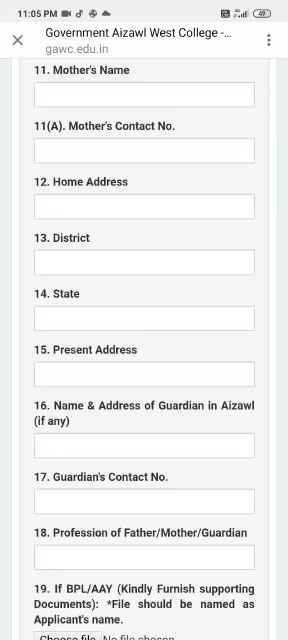 11:05 PM
49
Government Aizawl West College -...
gawc.edu.in
11. Mother's Name
11(A). Mother's Contact No.
12. Home Address
13. District
14. State
15. Present Address
16. Name & Address of Guardian in Aizawl
(if any)
17. Guardian's Contact No.
18. Profession of Father/Mother/Guardian
19. If BPL/AAY (Kindly Furnish supporting
Documents): *File should be named as
Applicant's name.
Choose file No file chosen